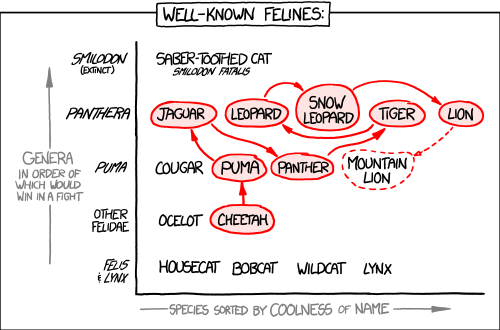 WELL-KNOWN FELINES:
SMILODON
(EXTINCT)
SABER-TOOTHED CAT
SMILODON FATALIS
PANTHERA
JAGUAR
LEOPARD
SNOW
LEOPARD
TIGER
LION
GENERA
IN ORDER OF
WHICH WOULD
WIN IN A FIGHT
PUMA
COUGAR
PUMA
PANTHER
MOUNTAIN
LION
OTHER
FELIDAE
OCELOT
CHEETAH
FELIS
& LYNX
HOUSECAT
BOBCAT
WILDCAT
LYNX
SPECIES SORTED BY COOLNESS OF NAME